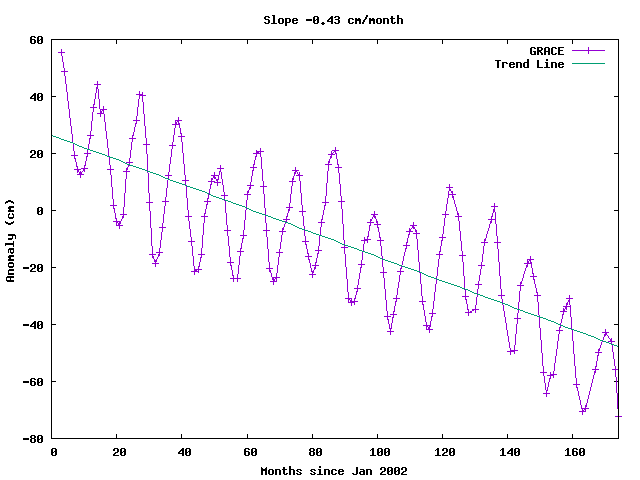 Slope -0.43 cm/month
GRACE
Trend Line
60
40
20
0
-20
-40
-60
-80
Anomaly (cm)
0 20 40 60 80 100 120 140 160
Months since Jan 2002